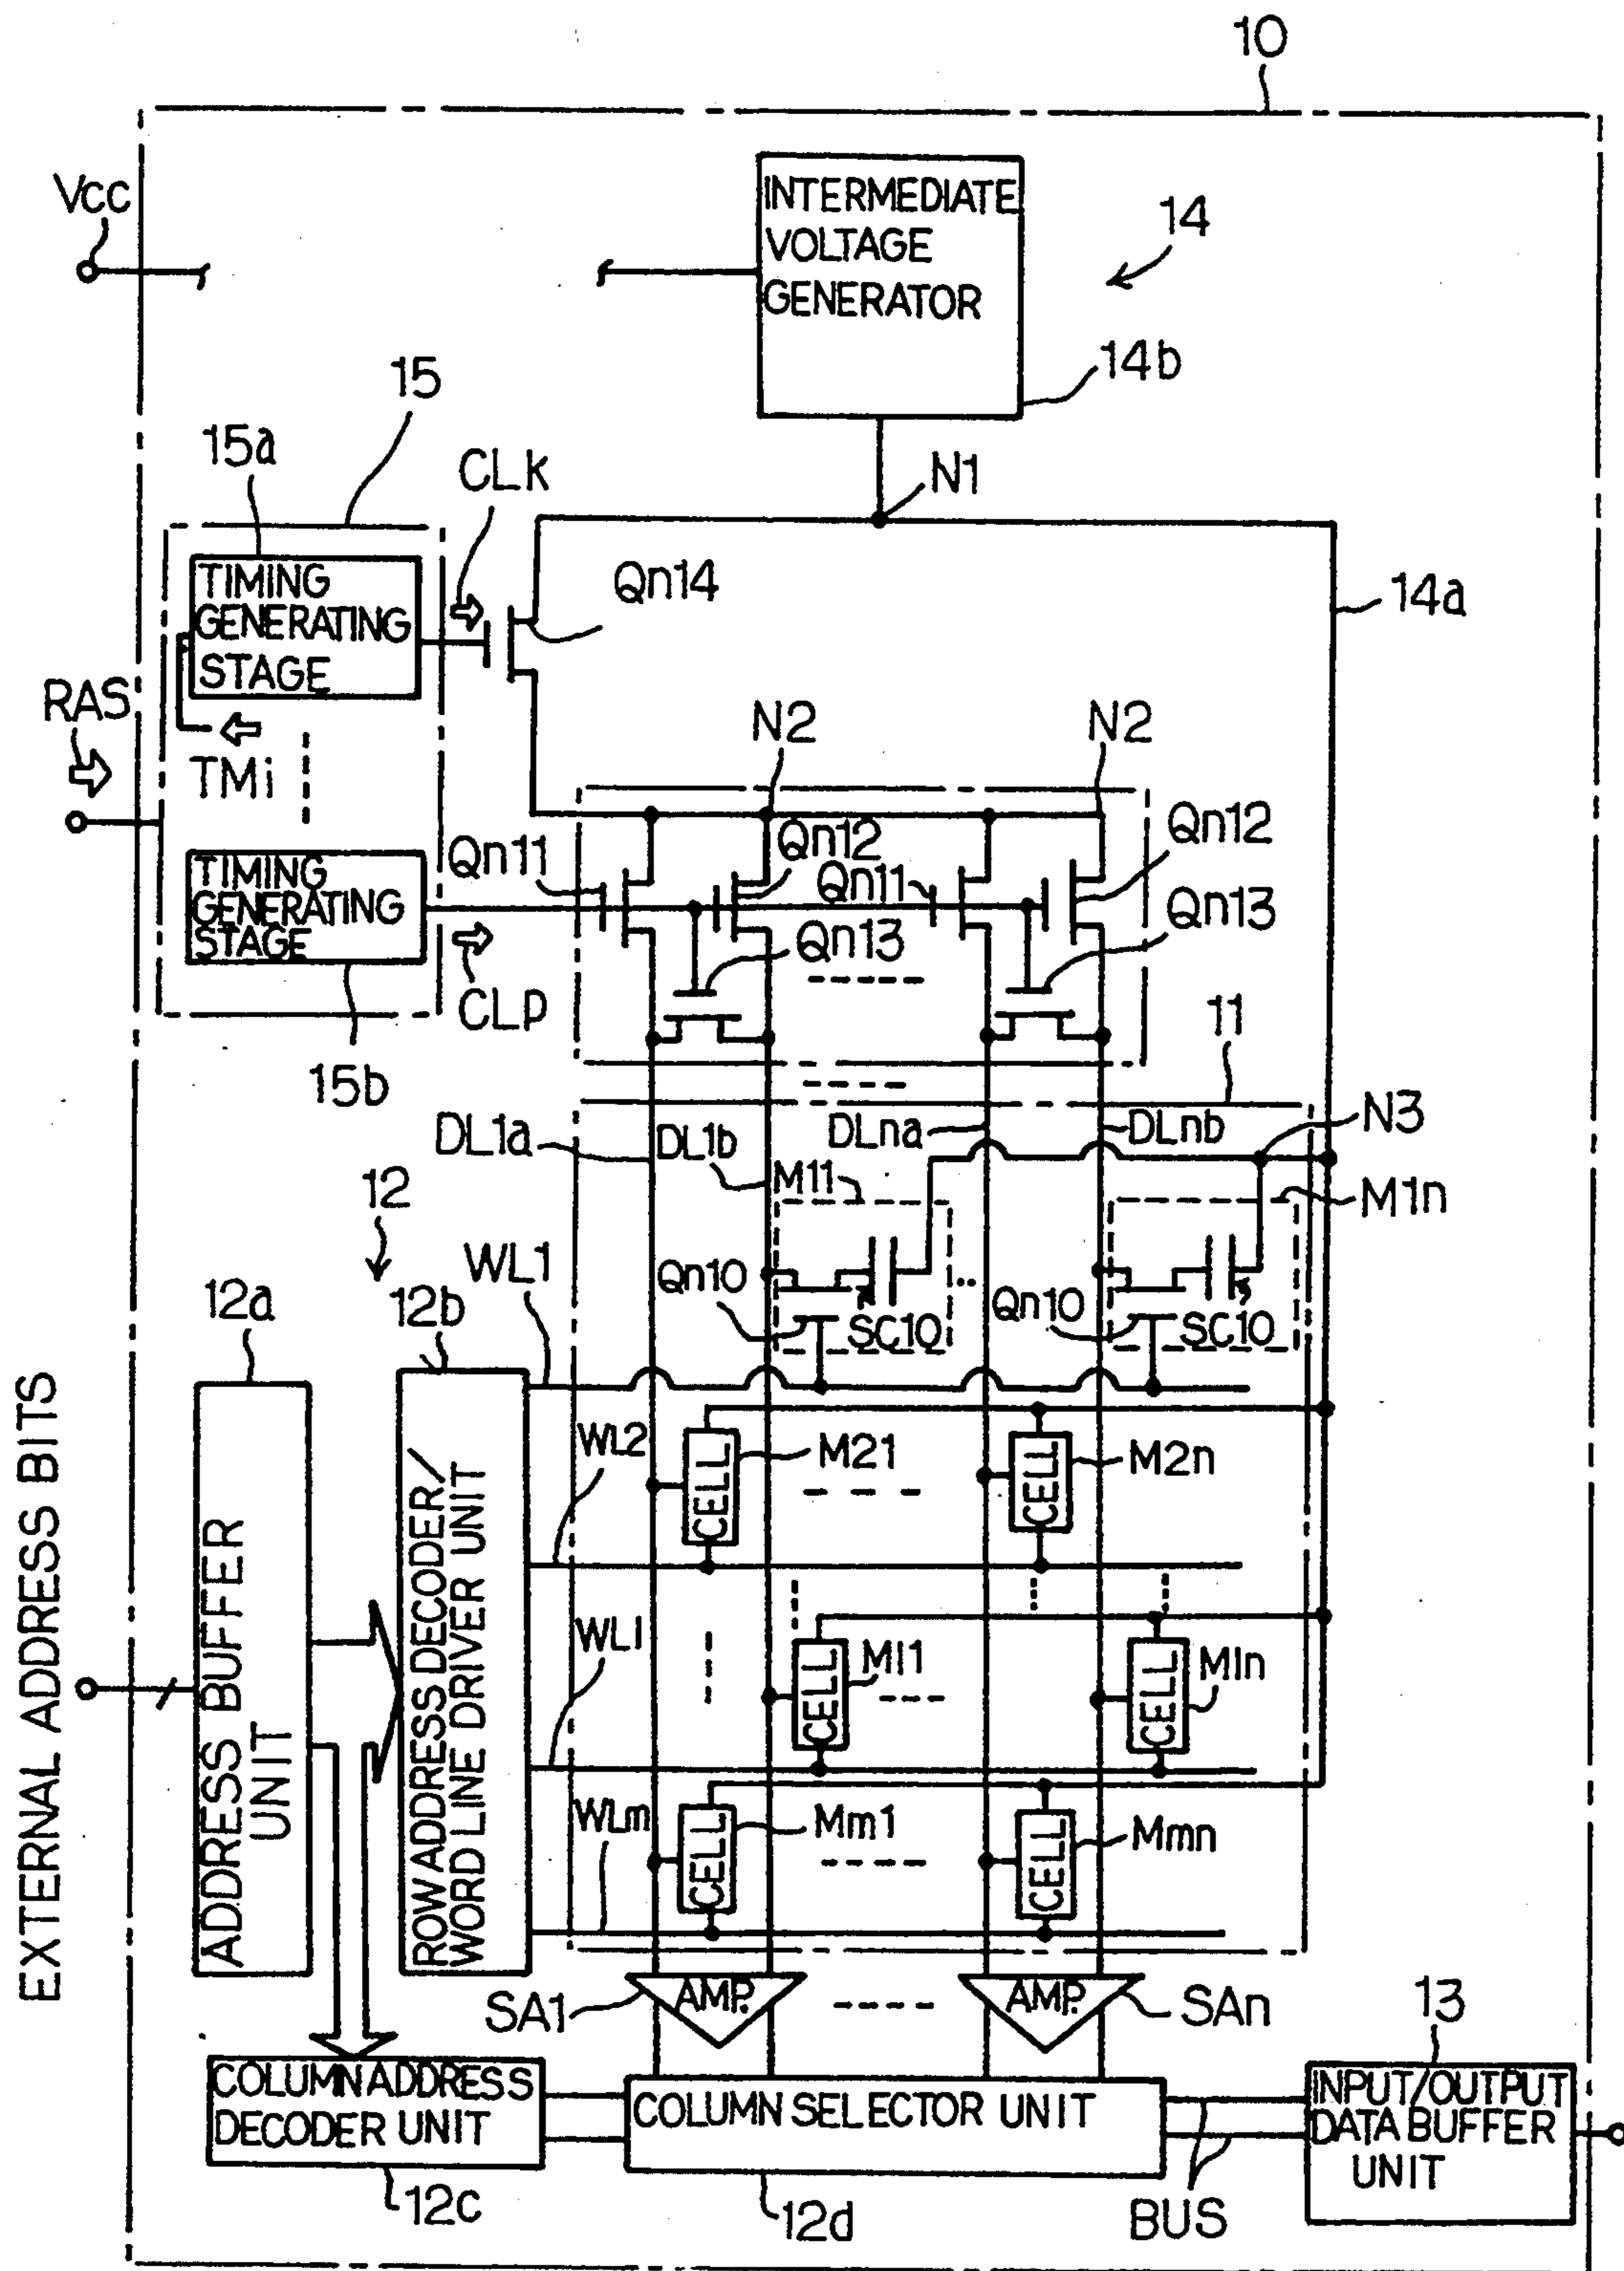 10
Vcc
INTERMEDIATE
VOLTAGE
GENERATOR
14
14b
15
15a
CLk
N1
TIMING
GENERATING
STAGE
Qn14
14a
RAS
TMi
N2
N2
TIMING
GENERATING
STAGE
Qn11
Qn12
Qn11
Qn12
Qn13
Qn13
CLp
15b
11
DL1a
DL1b
DLna
DLnb
N3
12
M11
M1n
WL1
Qn10
SC10
Qn10
SC10
12a
12b
EXTERNAL ADDRESS BITS
ADDRESS BUFFER
UNIT
ROW ADDRESS DECODER/
WORD LINE DRIVER UNIT
WL2
CELL
M21
CELL
M2n
WLl
CELL
Ml1
CELL
Mln
WLm
CELL
Mm1
CELL
Mmn
SA1
AMP.
AMP.
SAn
13
COLUMN ADDRESS
DECODER UNIT
COLUMN SELECTOR UNIT
INPUT/OUTPUT
DATA BUFFER
UNIT
12c
12d
BUS